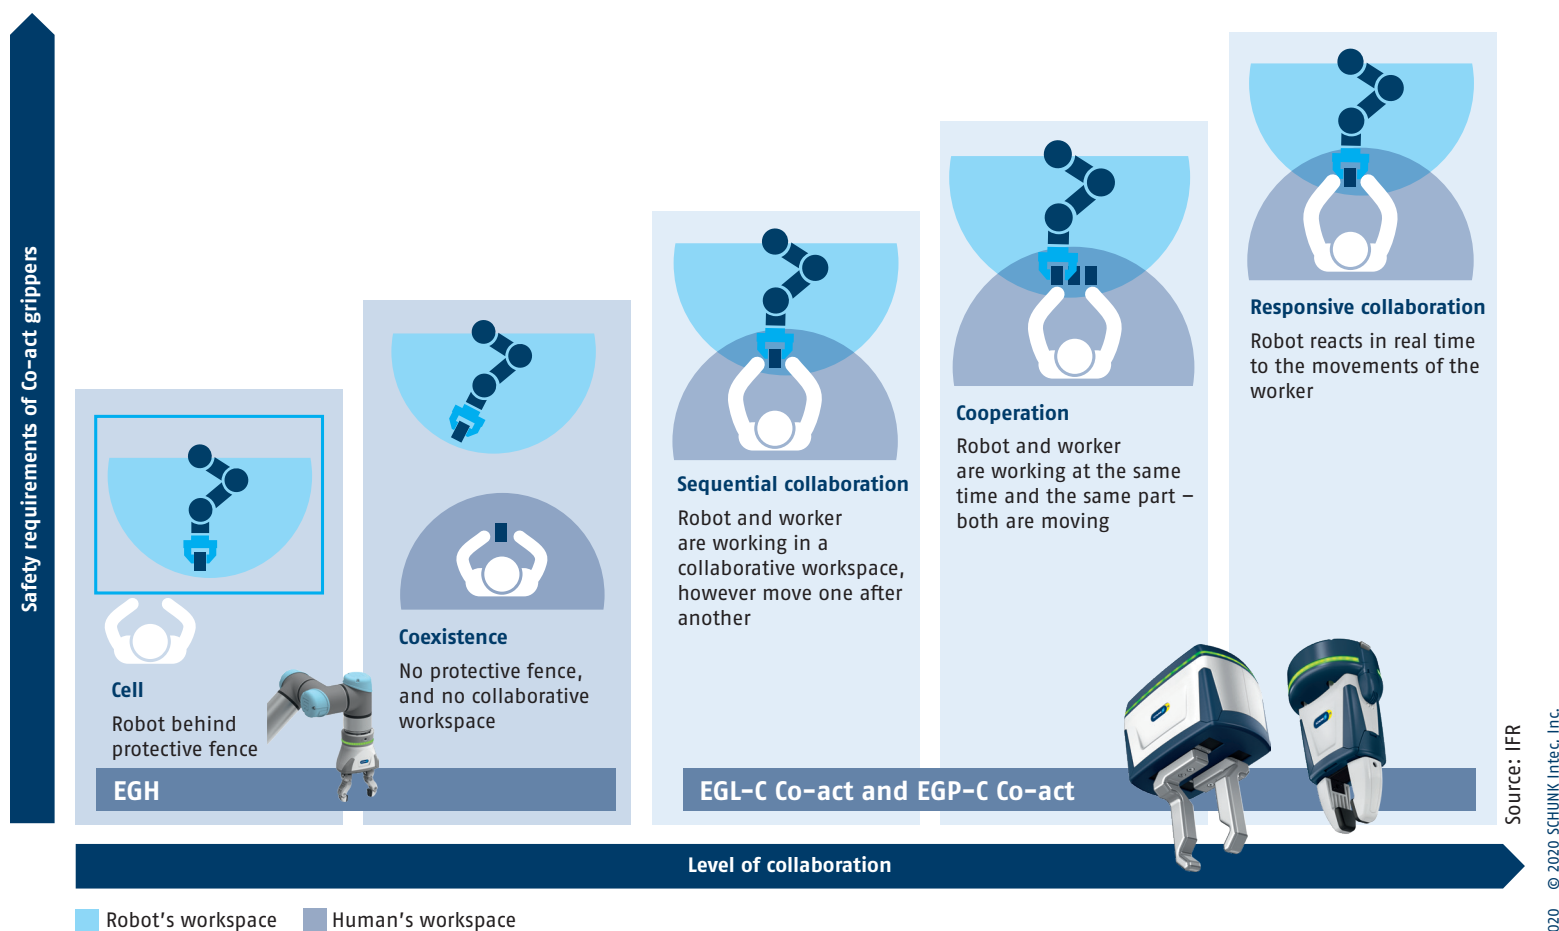 Safety requirements of Co-act grippers
Cell
Robot behind
protective fence
Coexistence
No protective fence,
and no collaborative
workspace
Sequential collaboration
Robot and worker
are working in a
collaborative workspace,
however move one after
another
Cooperation
Robot and worker
are working at the same
time and the same part –
both are moving
Responsive collaboration
Robot reacts in real time
to the movements of the
worker
EGH
EGL-C Co-act and EGP-C Co-act
Level of collaboration
Robot's workspace
Human's workspace
Source: IFR
020 © 2020 SCHUNK Intec. Inc.